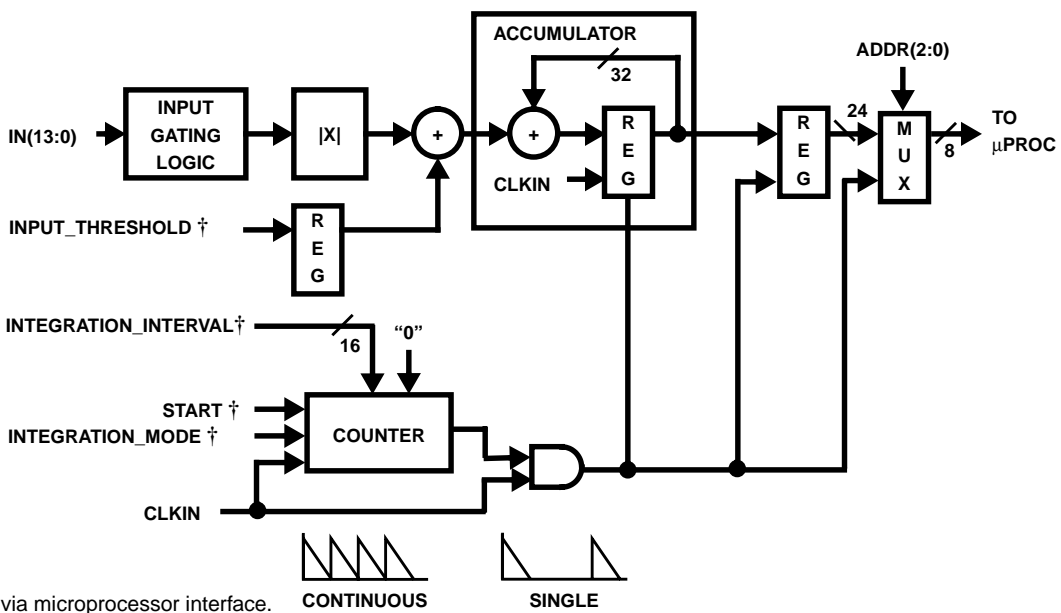 ACCUMULATOR
32
ADDR(2:0)
IN(13:0)
INPUT
GATING
LOGIC
|X|
+
+
R
E
G
CLKIN
R
E
G
24
M
U
X
8
TO
μPROC
INPUT_THRESHOLD †
R
E
G
INTEGRATION_INTERVAL†
16
“0”
START †
INTEGRATION_MODE †
COUNTER
CLKIN
via microprocessor interface.
CONTINUOUS
SINGLE